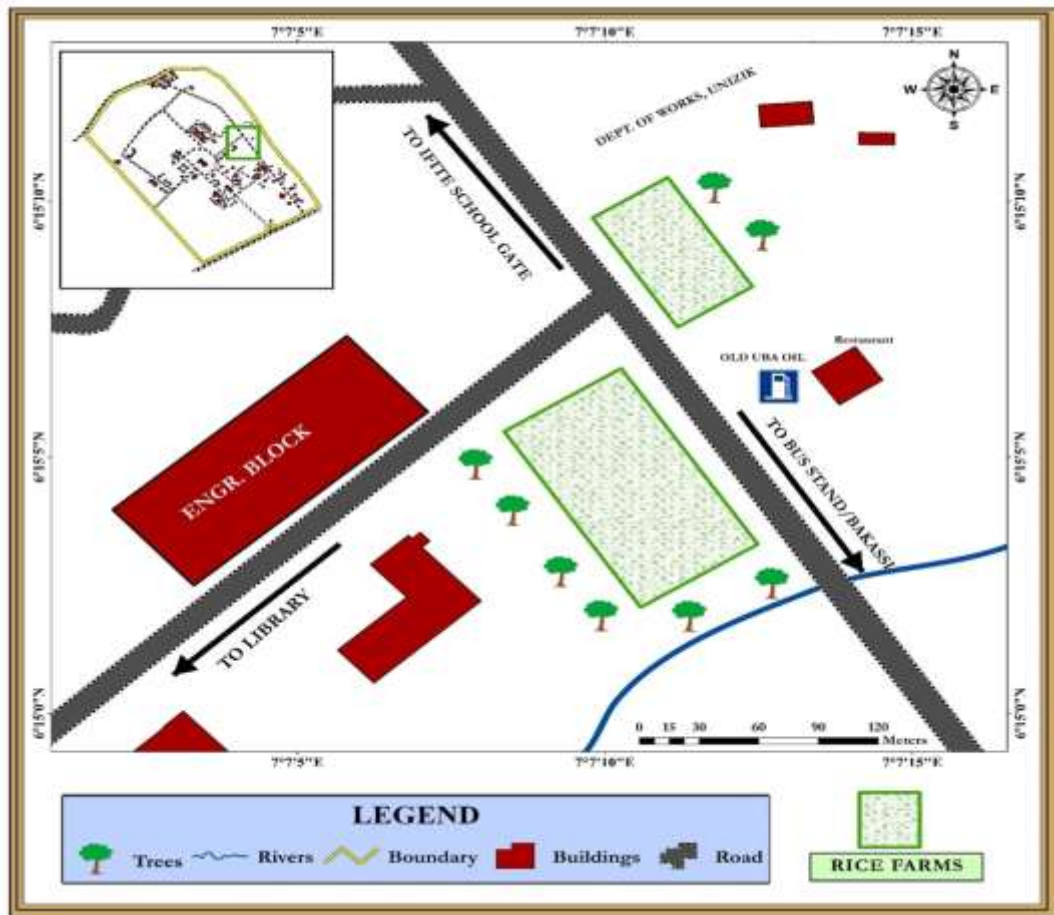 7°7'5"E 7°7'10"E 7°7'15"E
N
W E
S
DEPT. OF WORKS, UNIZIK
TO IFITE SCHOOL GATE
6°15'10"N
6°15'10"N
Restaurant
OLD UBA OIL
ENGR. BLOCK
TO BUS STAND/BAKASSI
6°15'5"N
6°15'5"N
TO LIBRARY
6°15'0"N
6°15'0"N
0 15 30 60 90 120
Meters
7°7'5"E 7°7'10"E 7°7'15"E
LEGEND
Trees Rivers Boundary Buildings Road
RICE FARMS